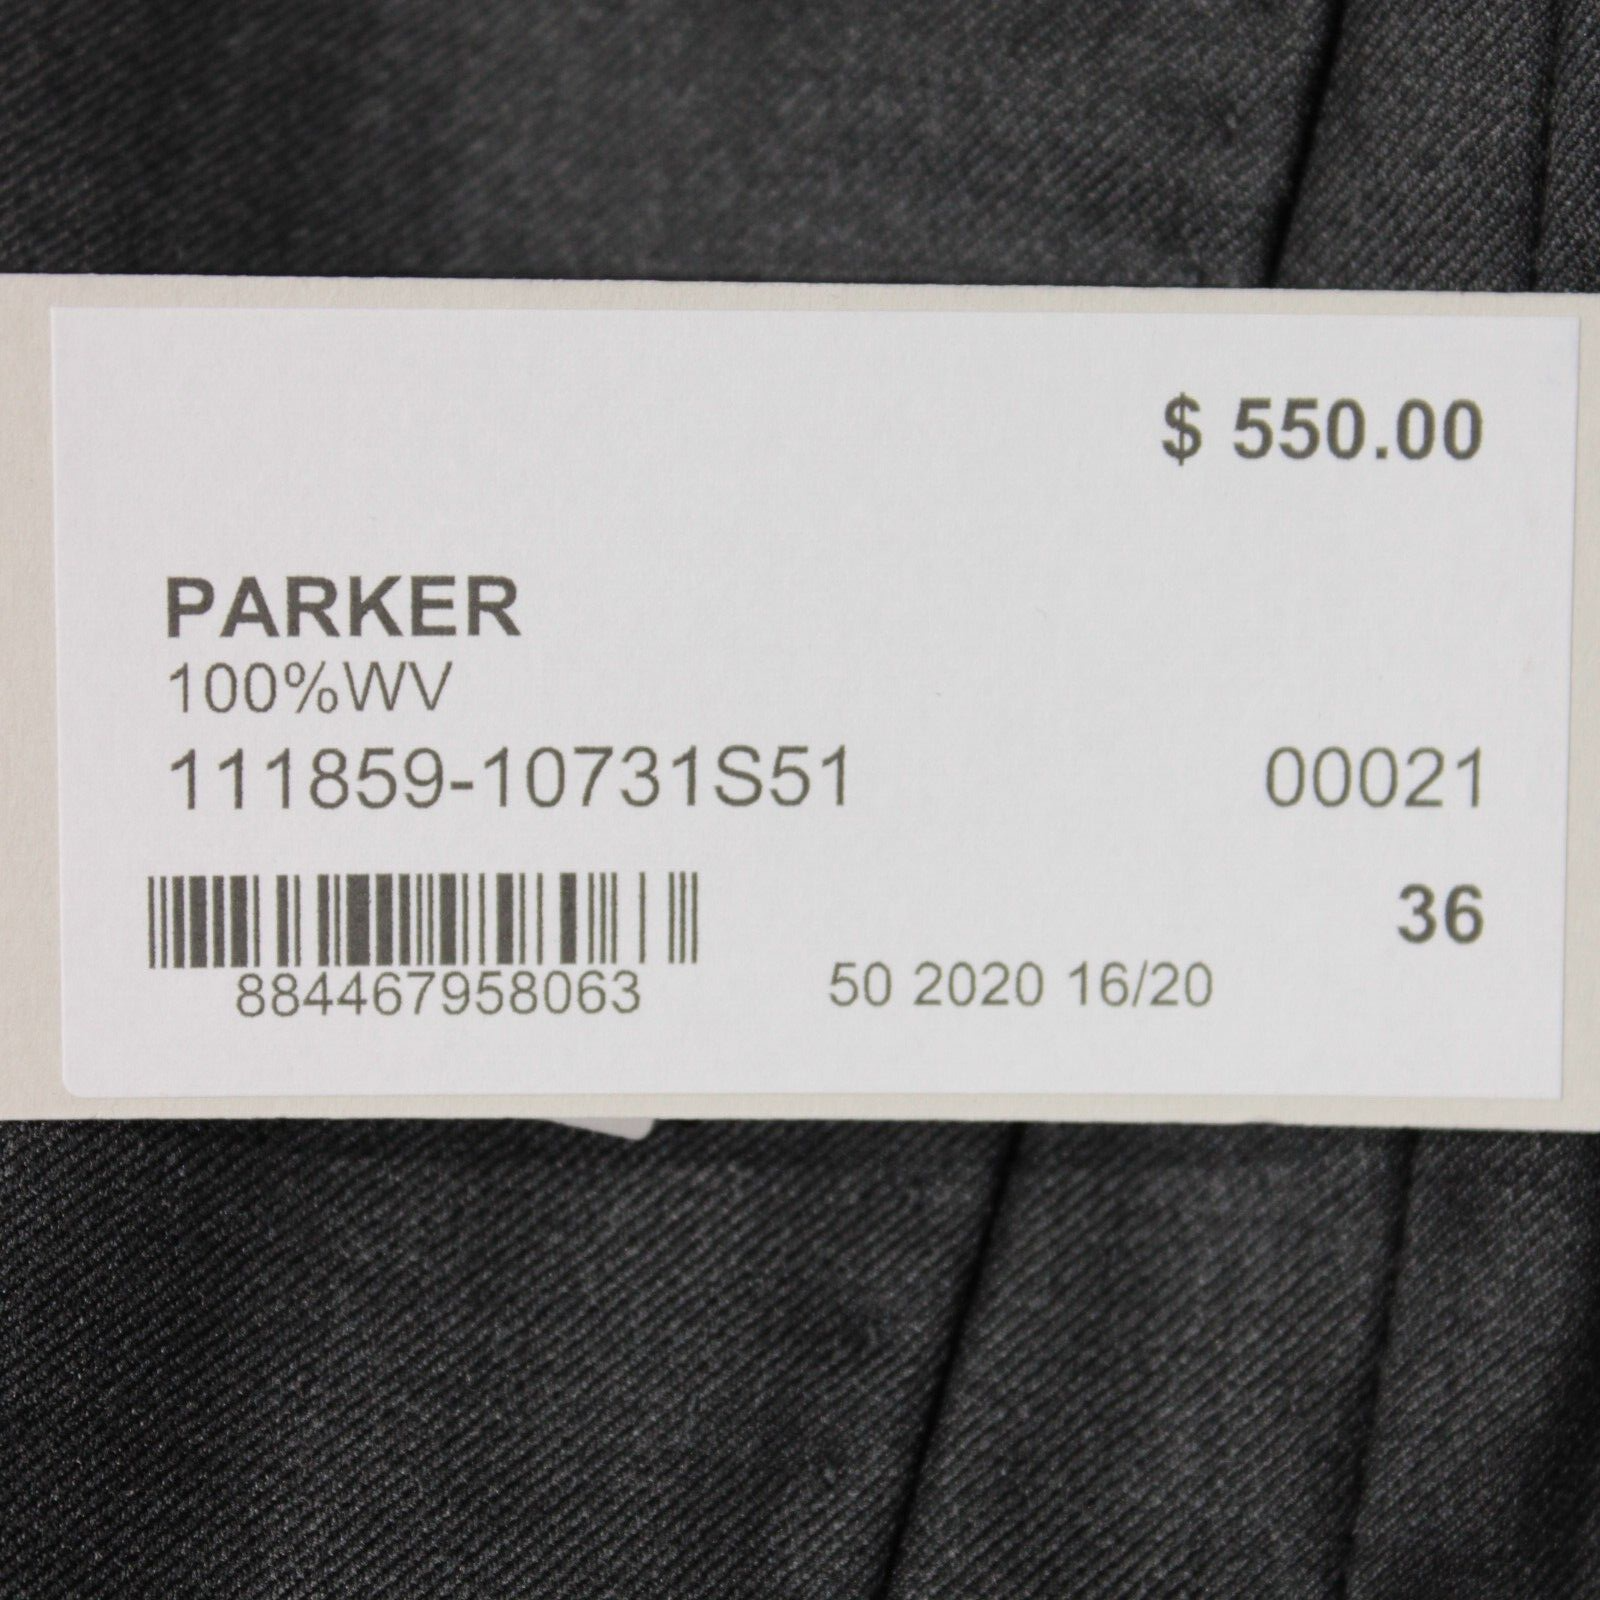 $ 550.00
PARKER
100%WV
111859-10731S51 00021
36
884467958063 50 2020 16/20